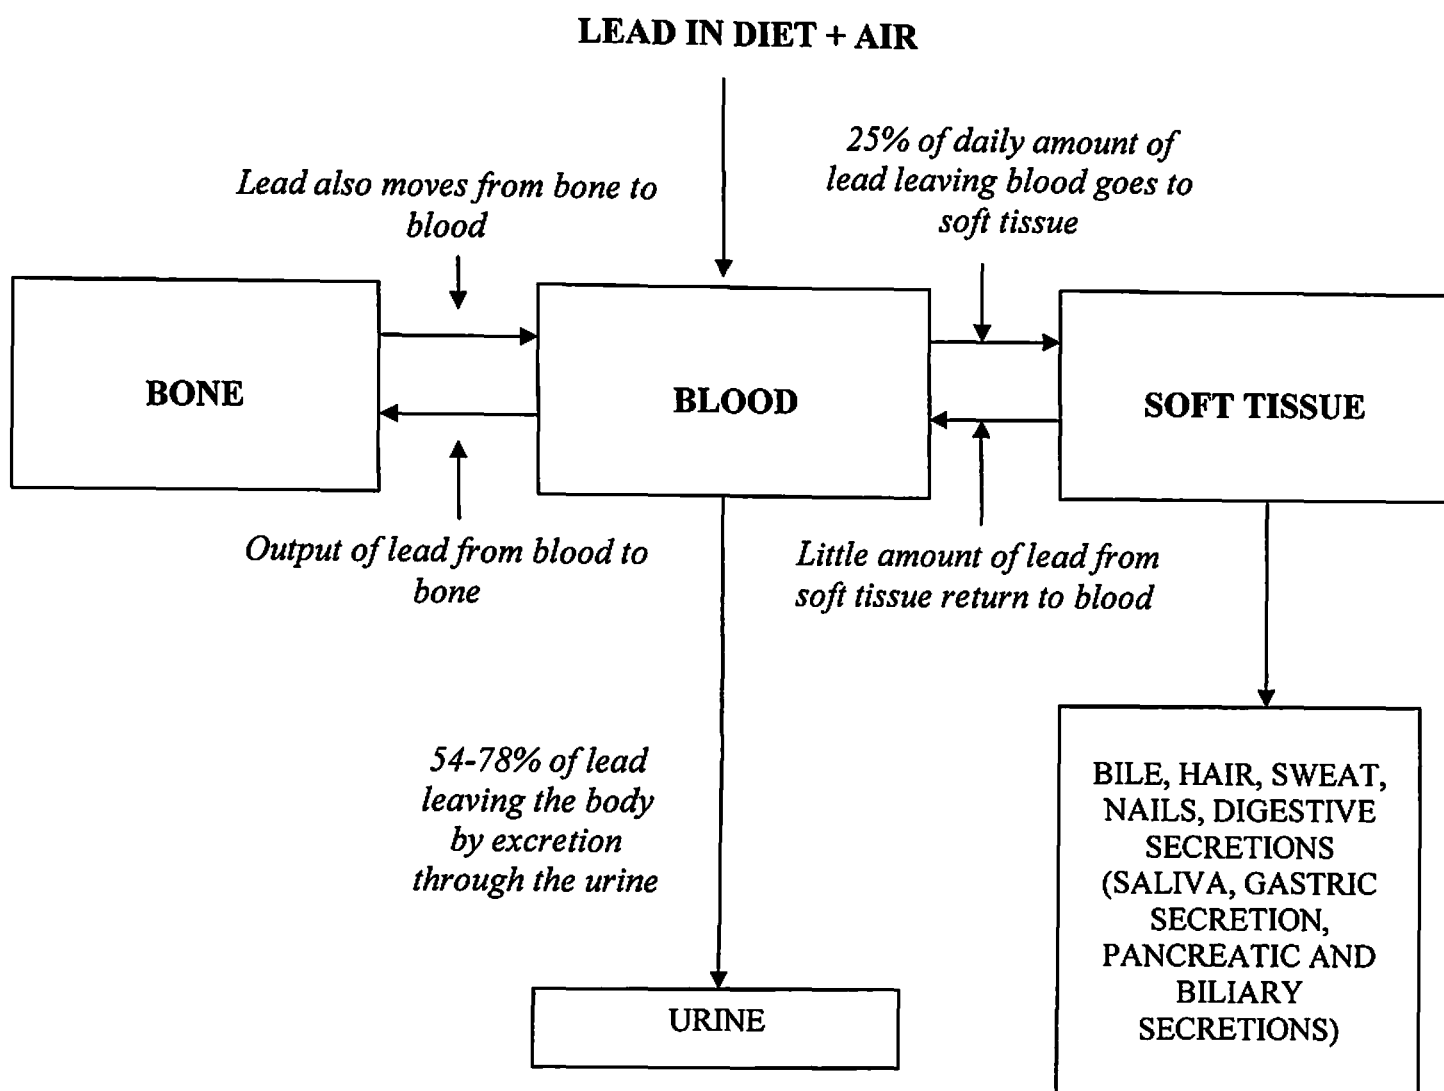 LEAD IN DIET + AIR
25% of daily amount of
lead leaving blood goes to
soft tissue
Lead also moves from bone to
blood
BONE
BLOOD
SOFT TISSUE
Output of lead from blood to
bone
Little amount of lead from
soft tissue return to blood
54-78% of lead
leaving the body
by excretion
through the urine
BILE, HAIR, SWEAT,
NAILS, DIGESTIVE
SECRETIONS
(SALIVA, GASTRIC
SECRETION,
PANCREATIC AND
BILIARY
SECRETIONS)
URINE